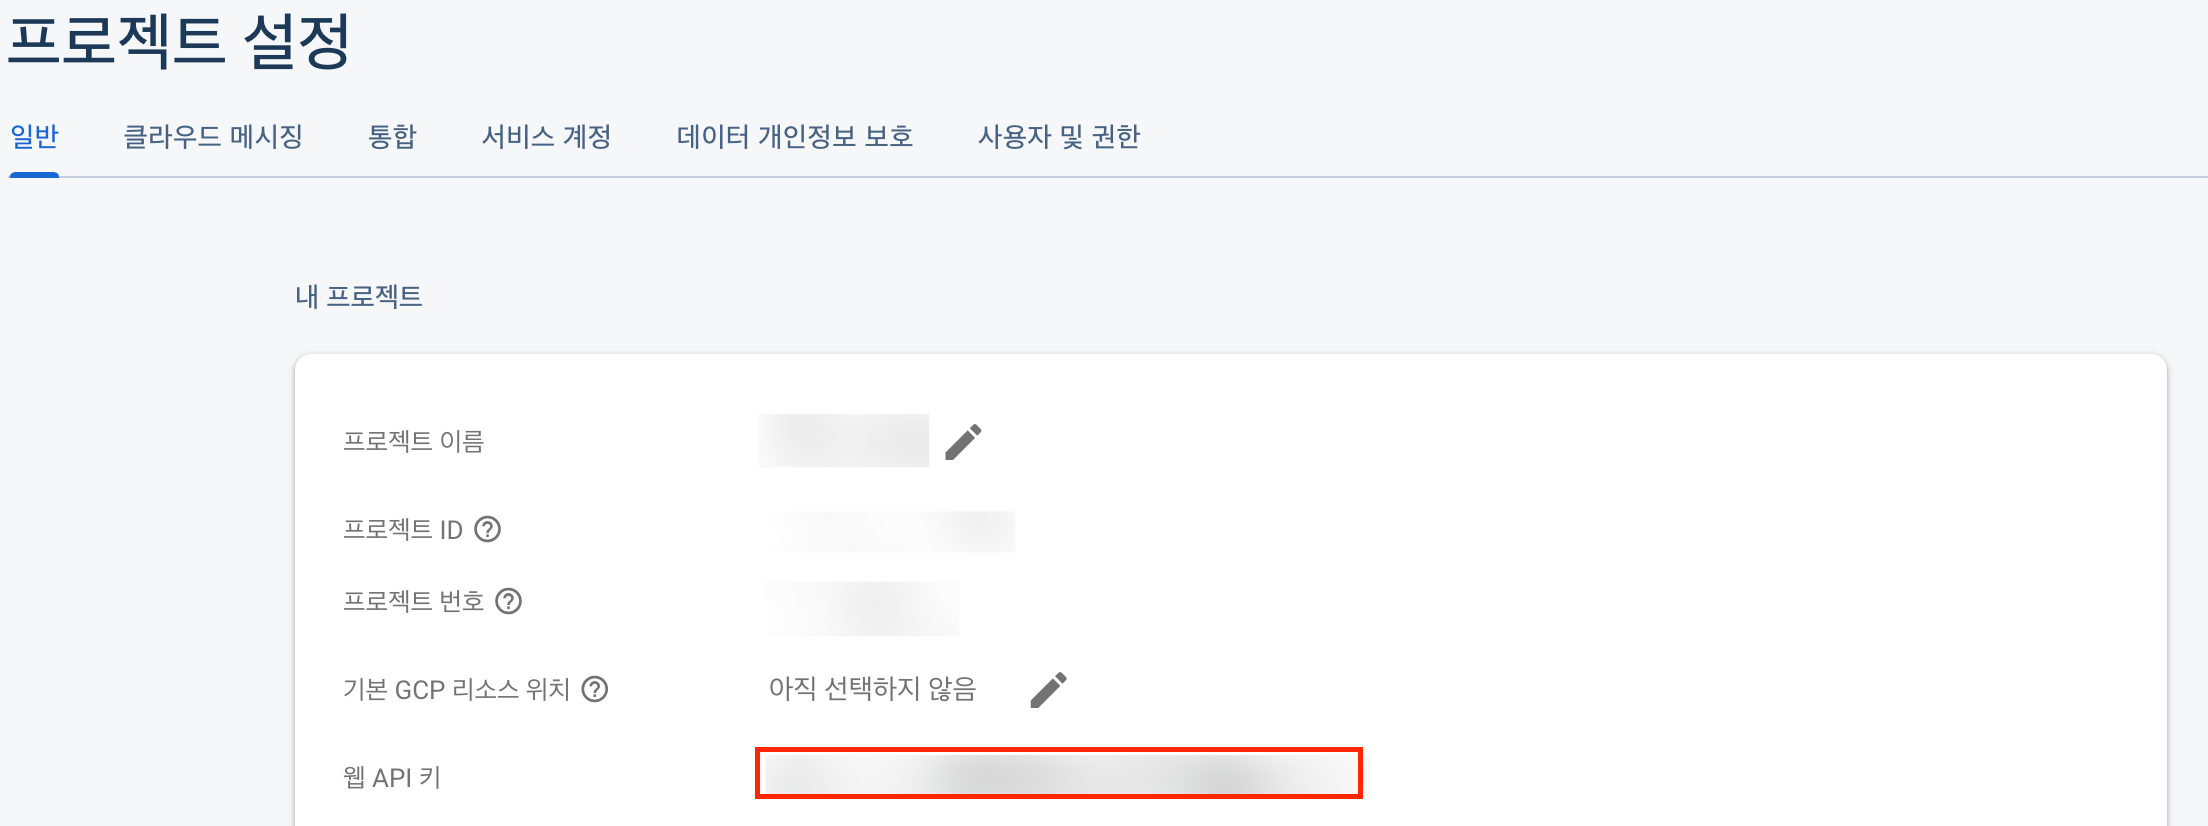 프로젝트 설정
일반 클라우드 메시징 통합 서비스 계정 데이터 개인정보 보호 사용자 및 권한
내 프로젝트
프로젝트 이름
프로젝트 ID
프로젝트 번호
기본 GCP 리소스 위치 아직 선택하지 않음
웹 API 키